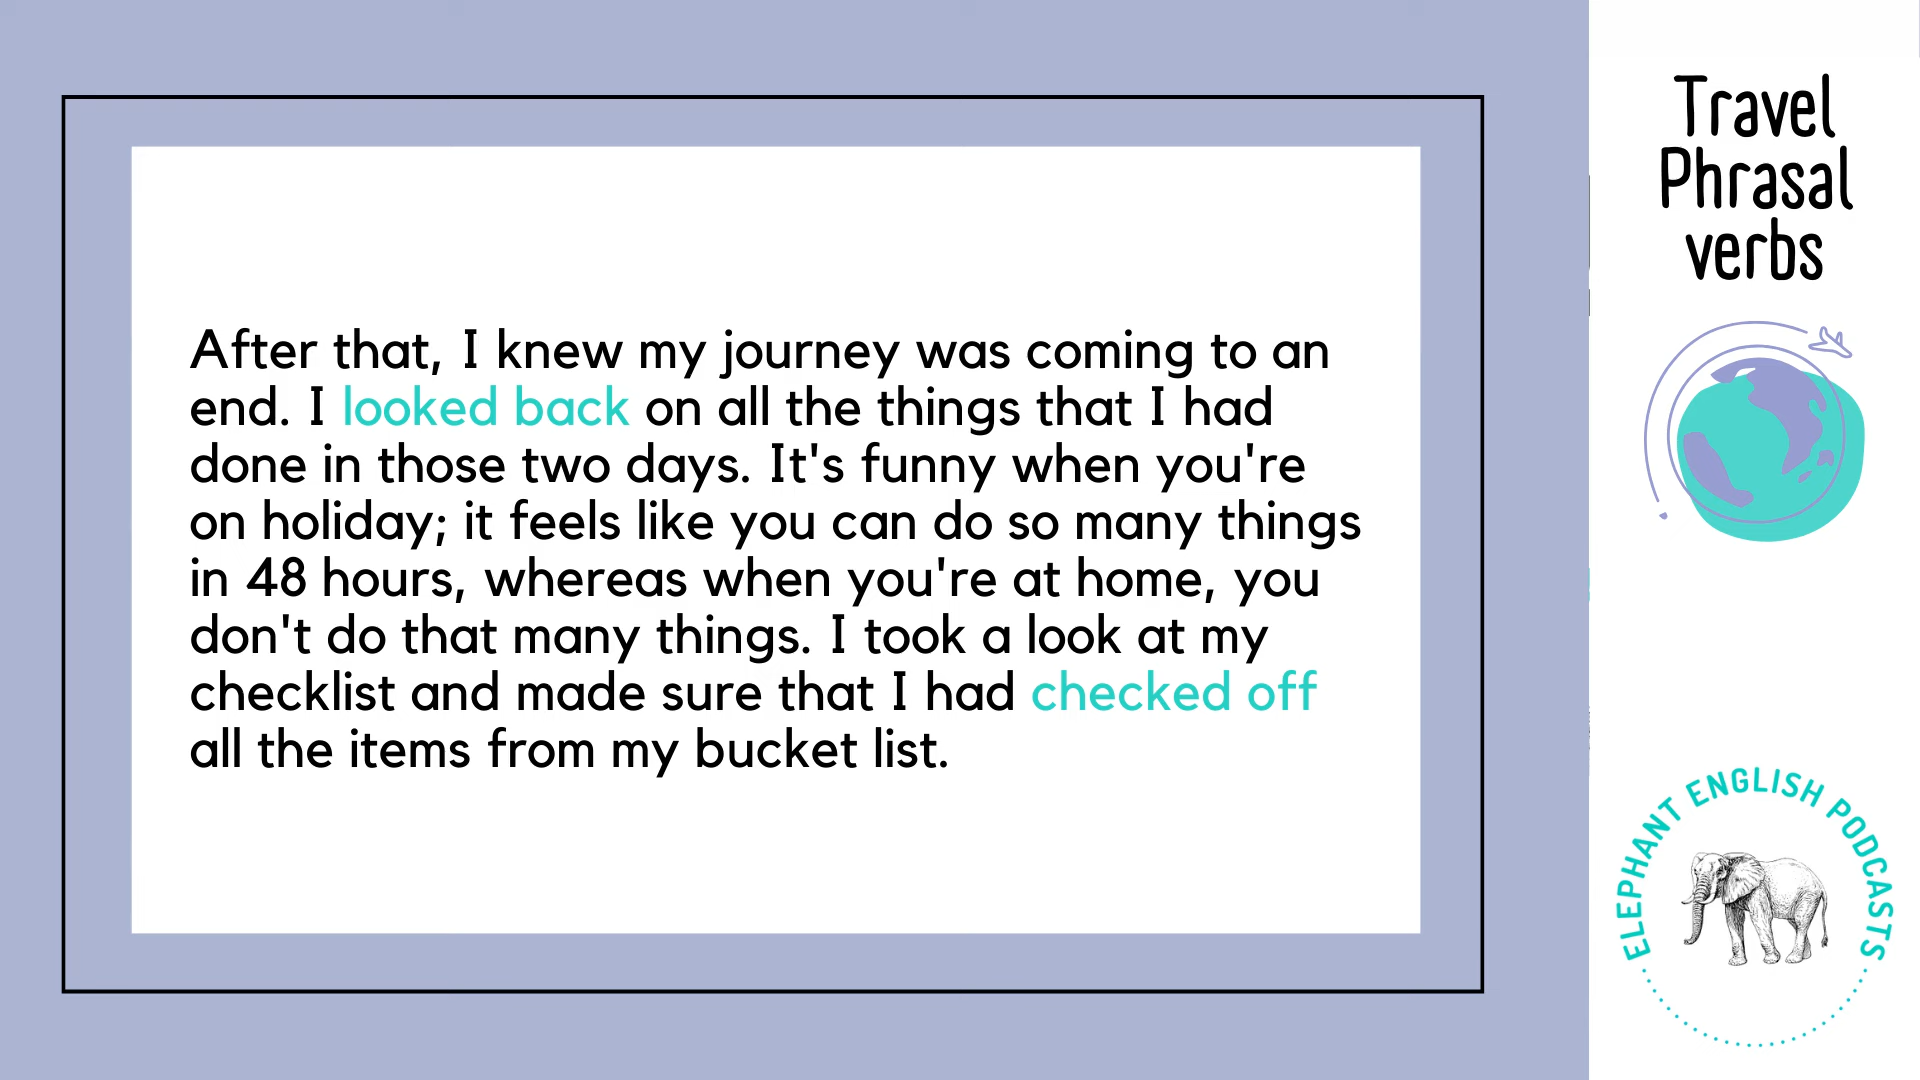 After that, I knew my journey was coming to an
end. I looked back on all the things that I had
done in those two days. It's funny when you're
on holiday; it feels like you can do so many things
in 48 hours, whereas when you're at home, you
don't do that many things. I took a look at my
checklist and made sure that I had checked off
all the items from my bucket list.
Travel
Phrasal
verbs
ELEPHANT ENGLISH PODCASTS